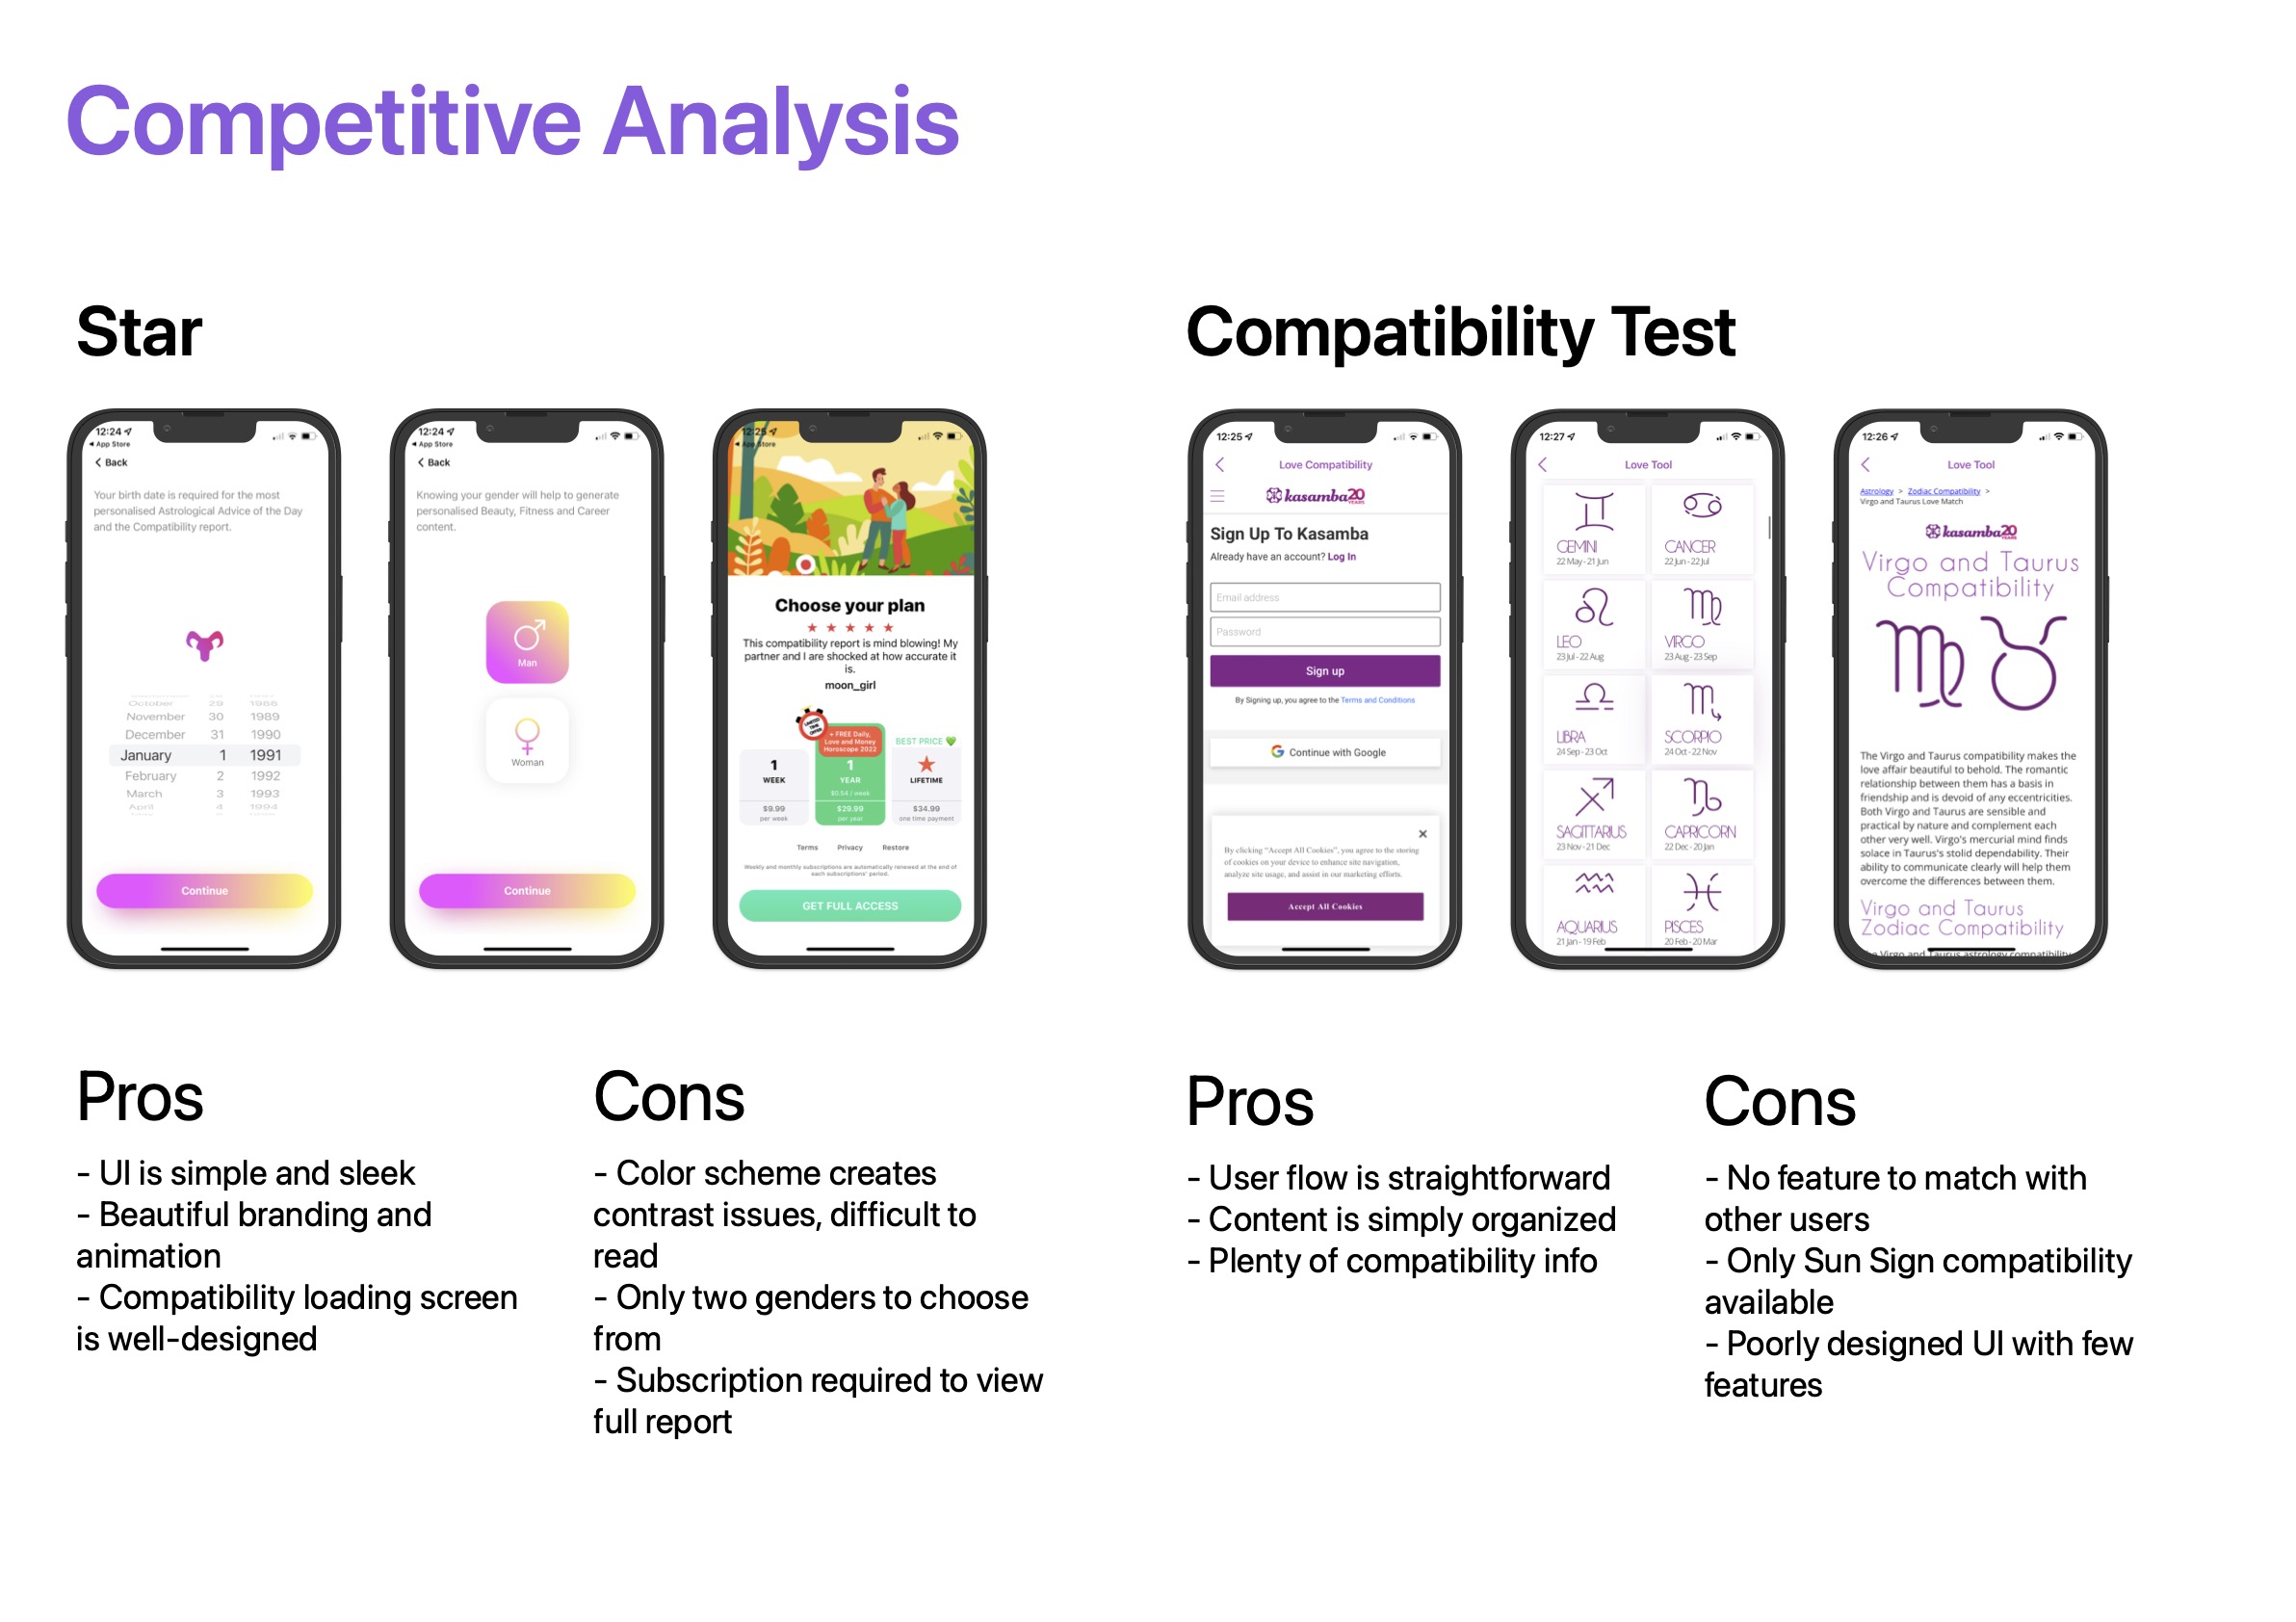 Competitive Analysis
Star
12:24
App Store
Back
Your birth date is required for the most
personalised Astrological Advice of the Day
and the Compatibility report.
October 29 1988
November 30 1989
December 31 1990
January 1 1991
February 2 1992
March 3 1993
April 4 1994
Continue
12:24
App Store
Back
Knowing your gender will help to generate
personalised Beauty, Fitness and Career
content.
Man
Woman
Continue
12:25
App Store
Choose your plan
This compatibility report is mind blowing! My
partner and I are shocked at how accurate it
is.
moon_girl
LIMITED
TIME
OFFER
+ FREE Daily,
Love and Money
Horoscope 2022
BEST PRICE
1
WEEK
$9.99
per week
1
YEAR
$0.54 / week
$29.99
per year
LIFETIME
$34.99
one time payment
Terms Privacy Restore
Weekly and monthly subscriptions are automatically renewed at the end of
each subscriptions' period.
GET FULL ACCESS
Pros
- UI is simple and sleek
- Beautiful branding and
animation
- Compatibility loading screen
is well-designed
Cons
- Color scheme creates
contrast issues, difficult to
read
- Only two genders to choose
from
- Subscription required to view
full report
Compatibility Test
12:25
Love Compatibility
kasamba20
YEARS
Sign Up To Kasamba
Already have an account? Log In
Email address
Password
Sign up
By Signing up, you agree to the Terms and Conditions
Continue with Google
By clicking “Accept All Cookies”, you agree to the storing
of cookies on your device to enhance site navigation,
analyze site usage, and assist in our marketing efforts.
Accept All Cookies
12:27
Love Tool
GEMINI
22 May - 21 Jun
CANCER
22 Jun - 22 Jul
LEO
23 Jul - 22 Aug
VIRGO
23 Aug - 23 Sep
LIBRA
24 Sep - 23 Oct
SCORPIO
24 Oct - 22 Nov
SAGITTARIUS
23 Nov - 21 Dec
CAPRICORN
22 Dec - 20 Jan
AQUARIUS
21 Jan - 19 Feb
PISCES
20 Feb - 20 Mar
12:26
Love Tool
Astrology > Zodiac Compatibility >
Virgo and Taurus Love Match
kasamba20
YEARS
Virgo and Taurus
Compatibility
The Virgo and Taurus compatibility makes the
love affair beautiful to behold. The romantic
relationship between them has a basis in
friendship and is devoid of any eccentricities.
Both Virgo and Taurus are sensible and
practical by nature and complement each
other very well. Virgo's mercurial mind finds
solace in Taurus's stolid dependability. Their
ability to communicate clearly will help them
overcome the differences between them.
Virgo and Taurus
Zodiac Compatibility
The Virgo and Taurus astrology compatibility
Pros
- User flow is straightforward
- Content is simply organized
- Plenty of compatibility info
Cons
- No feature to match with
other users
- Only Sun Sign compatibility
available
- Poorly designed UI with few
features